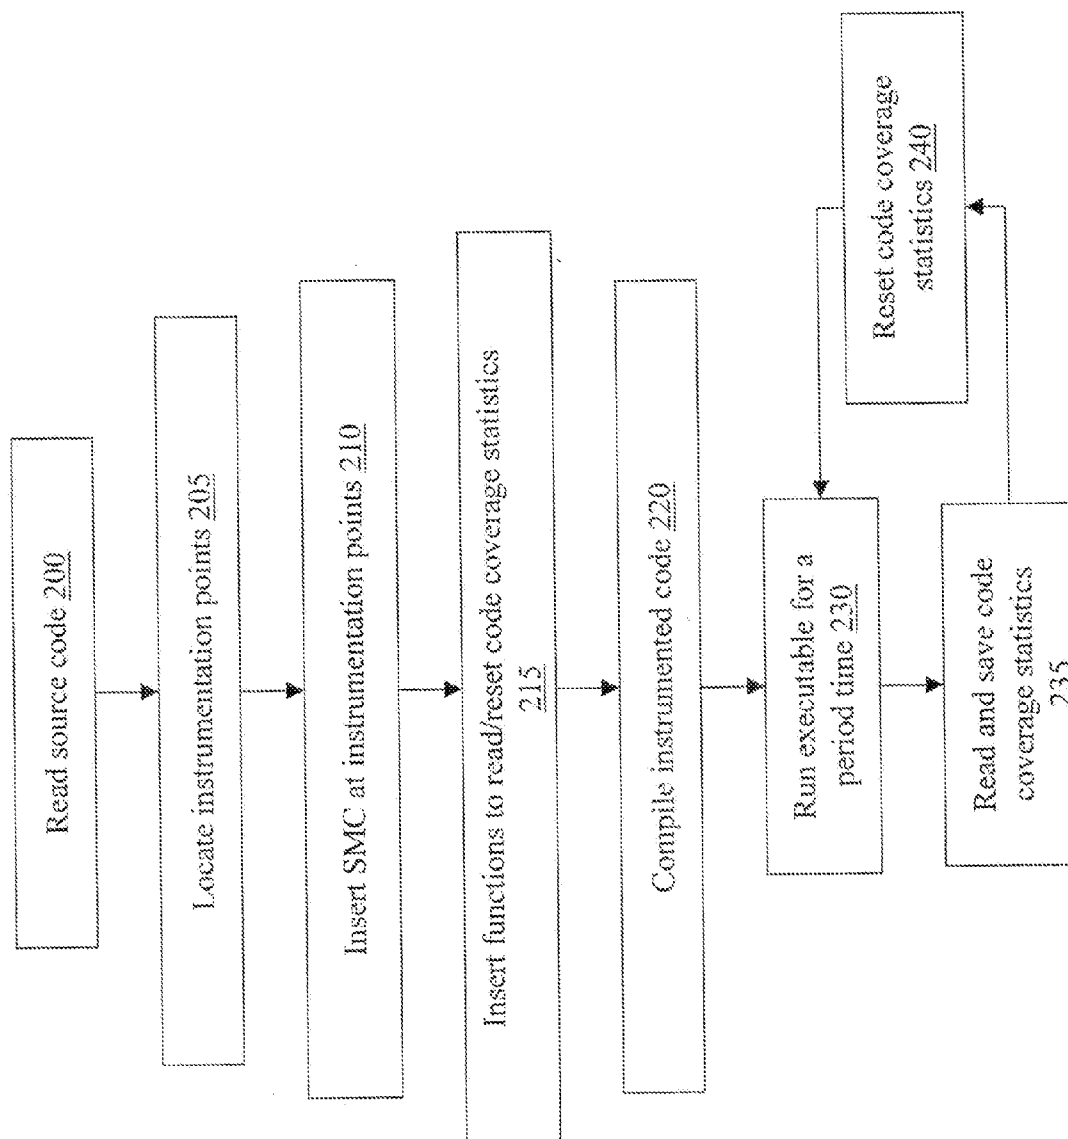 Read source code 200
Locate instrumentation points 205
Insert SMC at instrumentation points 210
Insert functions to read/reset code coverage statistics
215
Compile instrumented code 220
Run executable for a
period time 230
Read and save code
coverage statistics
235
Reset code coverage
statistics 240